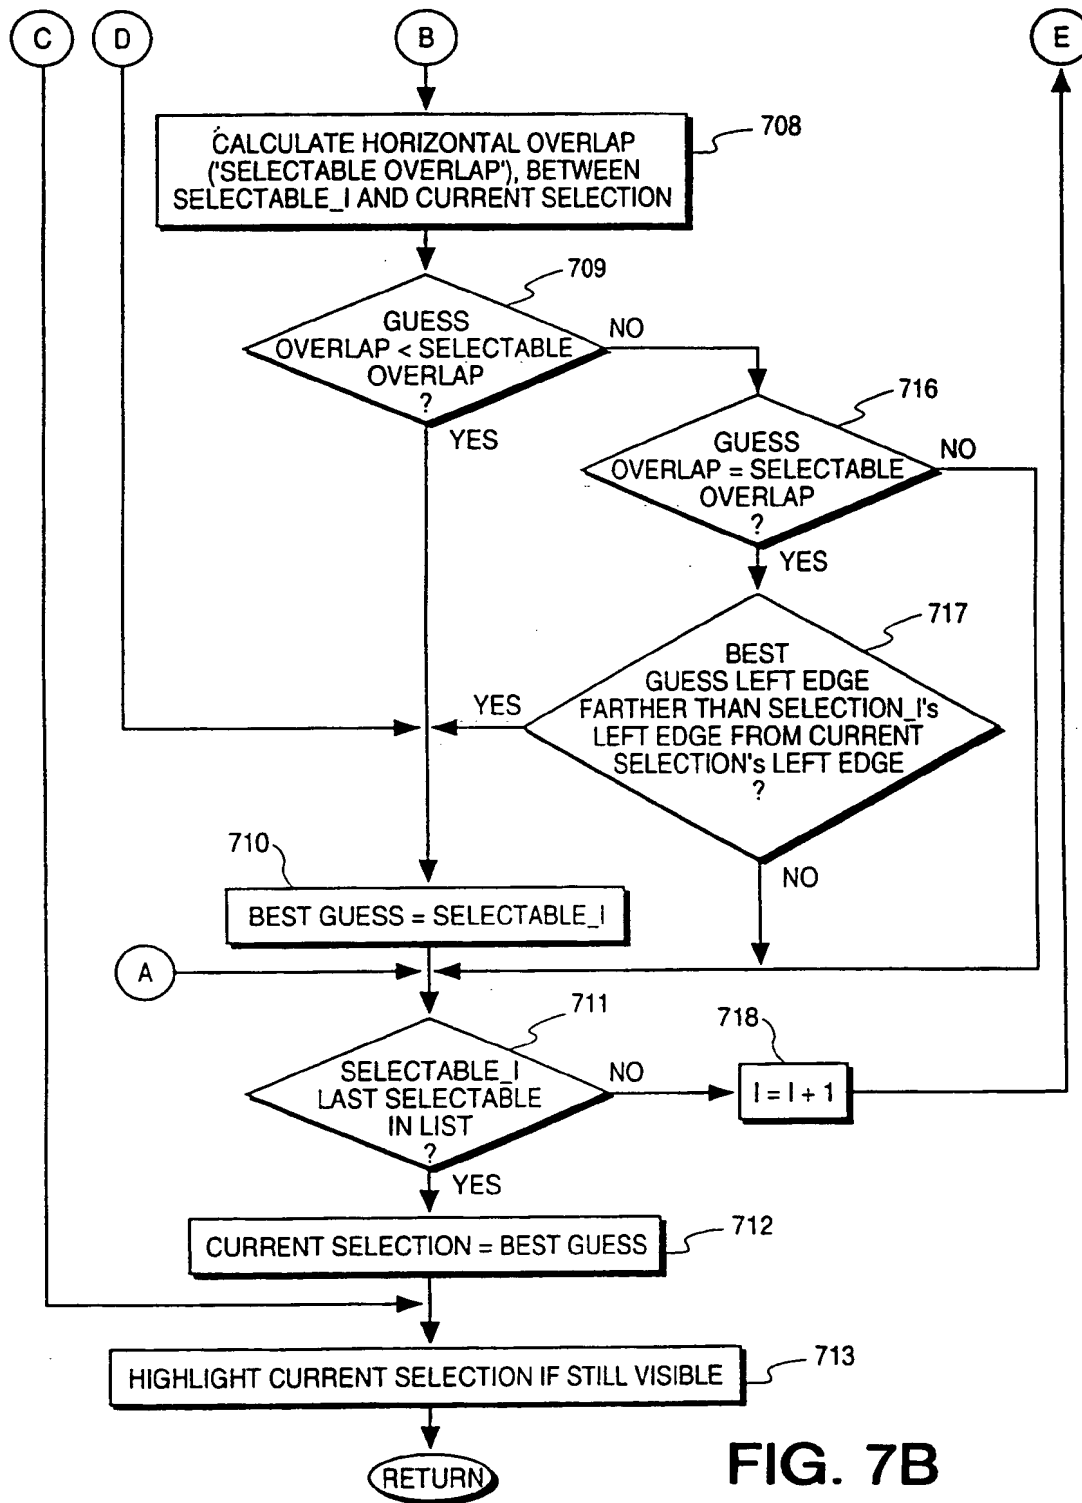 C
D
B
E
CALCULATE HORIZONTAL OVERLAP
('SELECTABLE OVERLAP'), BETWEEN
SELECTABLE_I AND CURRENT SELECTION
708
709
GUESS
OVERLAP < SELECTABLE
OVERLAP
?
NO
YES
716
GUESS
OVERLAP = SELECTABLE
OVERLAP
?
NO
YES
717
BEST
GUESS LEFT EDGE
FARTHER THAN SELECTION_I's
LEFT EDGE FROM CURRENT
SELECTION's LEFT EDGE
?
YES
NO
710
BEST GUESS = SELECTABLE_I
A
711
SELECTABLE_I
LAST SELECTABLE
IN LIST
?
NO
718
I = I + 1
YES
CURRENT SELECTION = BEST GUESS
712
HIGHLIGHT CURRENT SELECTION IF STILL VISIBLE
713
RETURN
FIG. 7B